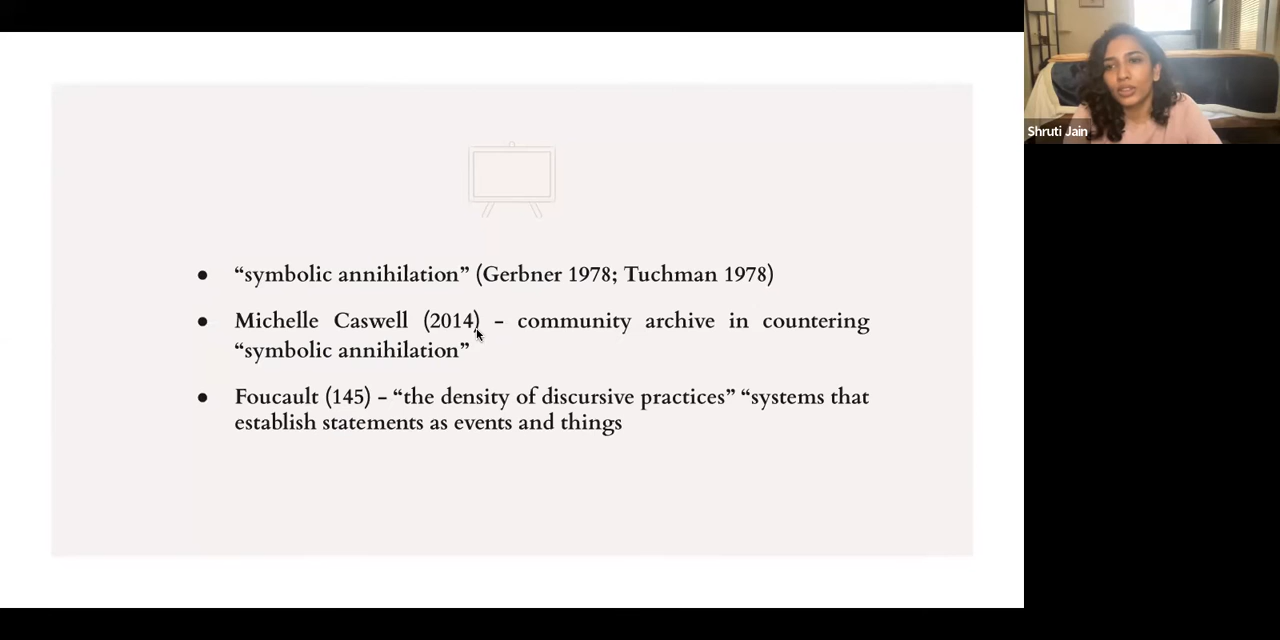 “symbolic annihilation” (Gerbner 1978; Tuchman 1978)
Michelle Caswell (2014) - community archive in countering
“symbolic annihilation”
Foucault (145) - “the density of discursive practices” “systems that
establish statements as events and things
Shruti Jain